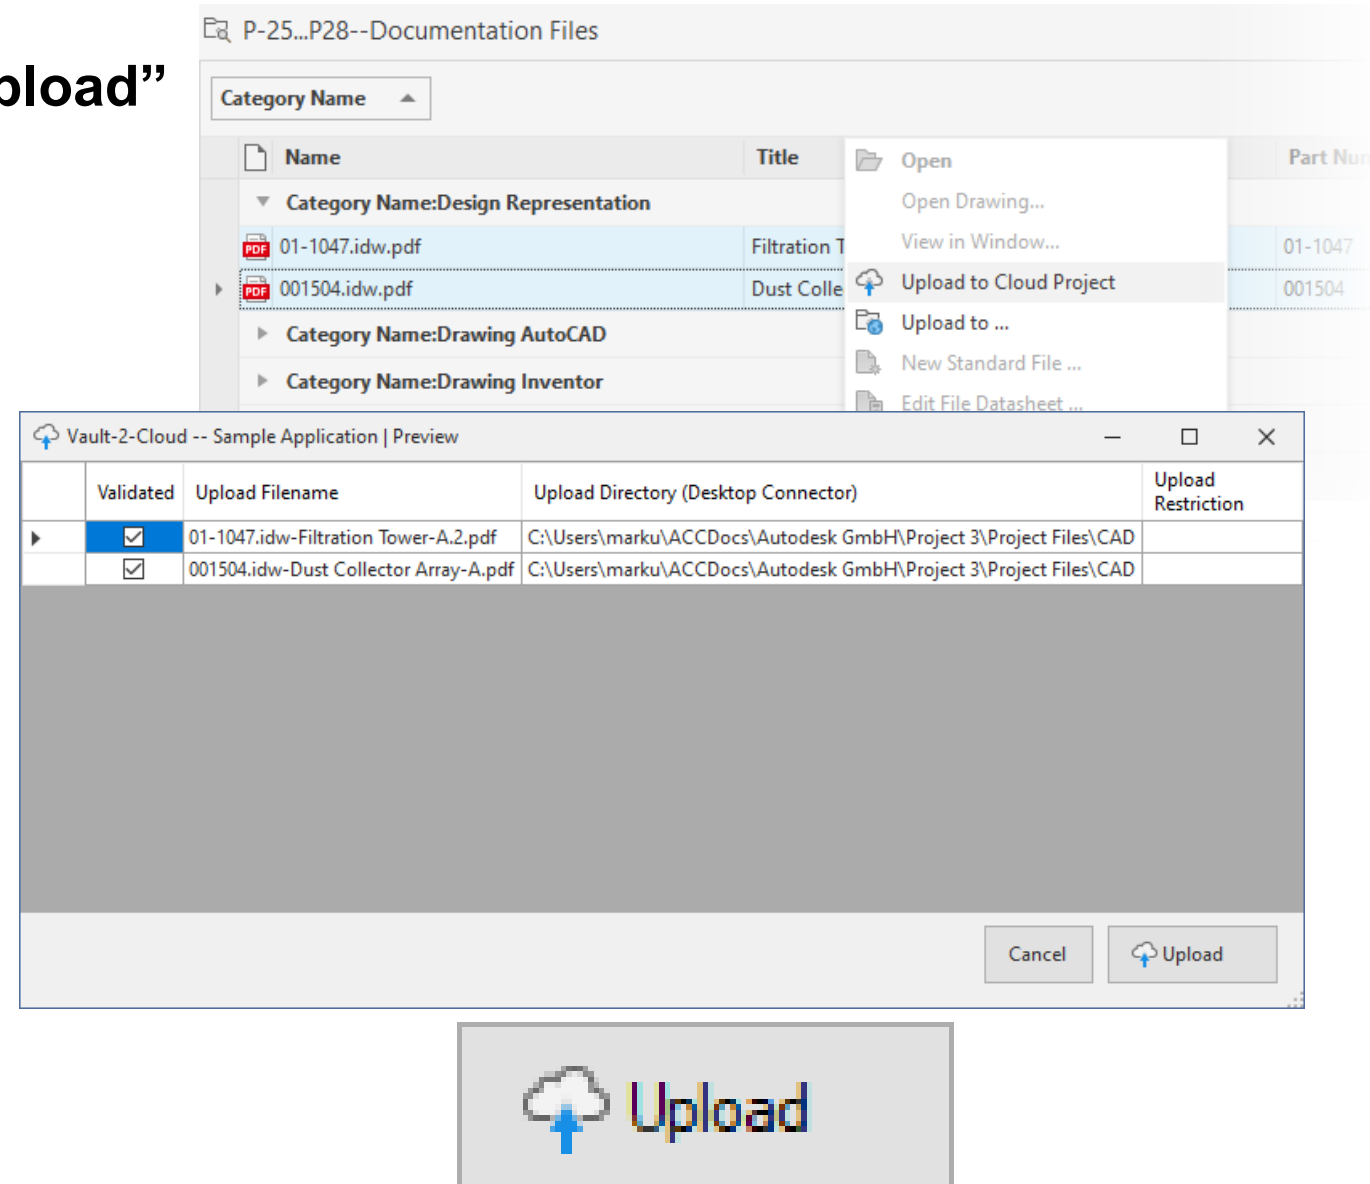 P-25...P28--Documentation Files
pload”
Category Name
Name Title Part Num
Open
Category Name:Design Representation
Open Drawing...
01-1047.idw.pdf Filtration T 01-1047
View in Window...
001504.idw.pdf Dust Colle 001504
Upload to Cloud Project
Category Name:Drawing AutoCAD
Upload to ...
Category Name:Drawing Inventor
New Standard File ...
Edit File Datasheet ...
Vault-2-Cloud -- Sample Application | Preview
Validated Upload Filename Upload Directory (Desktop Connector) Upload Restriction
01-1047.idw-Filtration Tower-A.2.pdf C:\Users\marku\ACCDocs\Autodesk GmbH\Project 3\Project Files\CAD
001504.idw-Dust Collector Array-A.pdf C:\Users\marku\ACCDocs\Autodesk GmbH\Project 3\Project Files\CAD
Cancel Upload
Upload